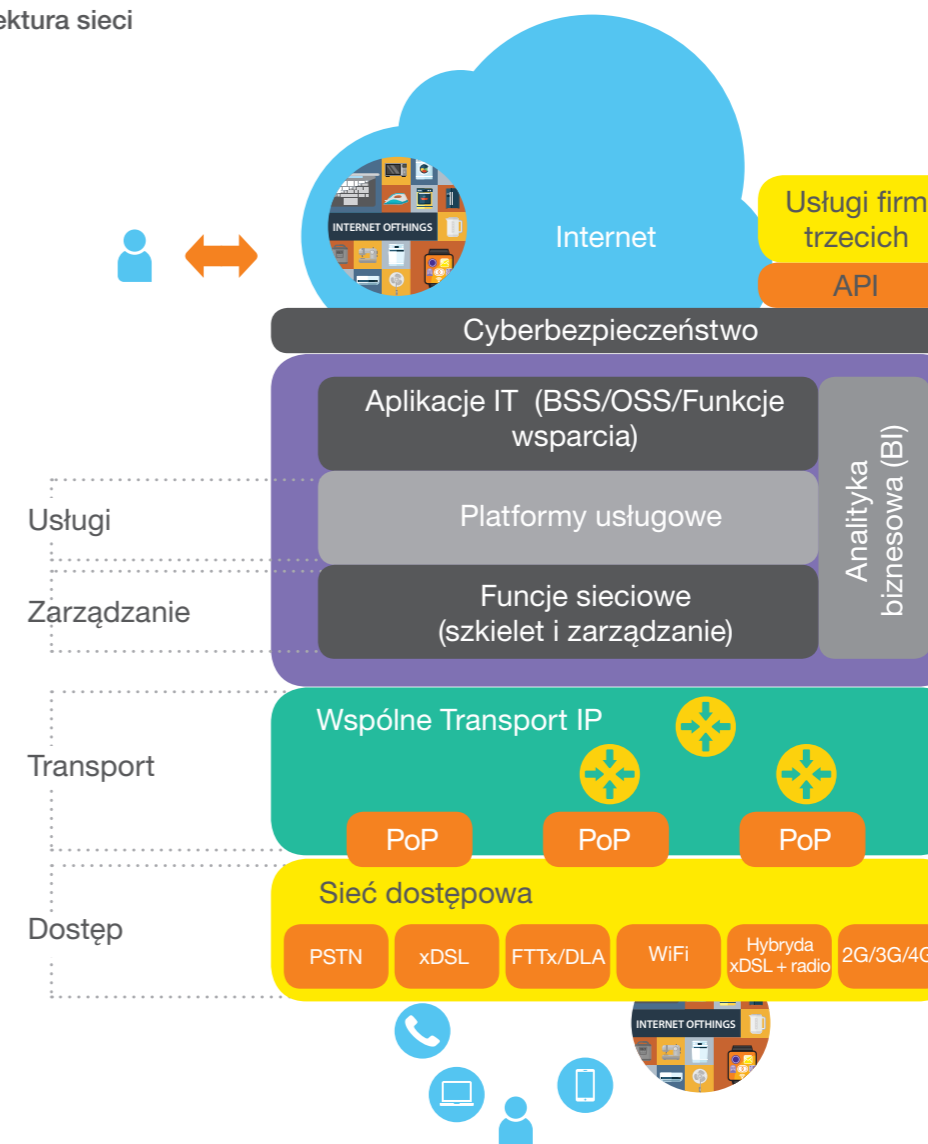 ektura sieci
INTERNET OFTHINGS
Internet
Usługi firm
trzecich
API
Cyberbezpieczeństwo
Aplikacje IT (BSS/OSS/Funkcje
wsparcia)
Analityka
biznesowa (BI)
Usługi
Platformy usługowe
Zarządzanie
Funcje sieciowe
(szkielet i zarządzanie)
Wspólne Transport IP
Transport
PoP PoP PoP
Sieć dostępowa
Dostęp
PSTN xDSL FTTx/DLA WiFi Hybryda
xDSL + radio 2G/3G/4G
INTERNET OFTHINGS